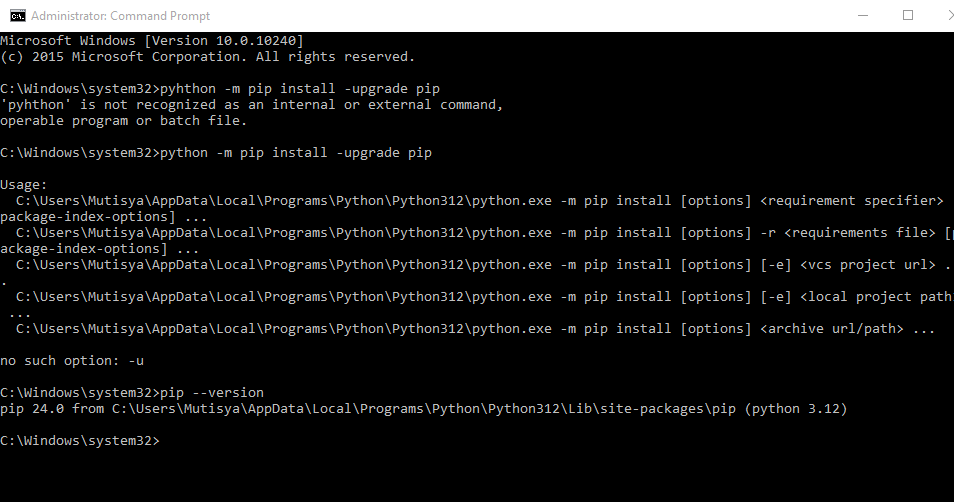 Administrator: Command Prompt
Microsoft Windows [Version 10.0.10240]
(c) 2015 Microsoft Corporation. All rights reserved.
C:\Windows\system32>pyhthon -m pip install -upgrade pip
'pyhthon' is not recognized as an internal or external command,
operable program or batch file.
C:\Windows\system32>python -m pip install -upgrade pip
Usage:
C:\Users\Mutisya\AppData\Local\Programs\Python\Python312\python.exe -m pip install [options] <requirement specifier>
package-index-options] ...
C:\Users\Mutisya\AppData\Local\Programs\Python\Python312\python.exe -m pip install [options] -r <requirements file> [p
ackage-index-options] ...
C:\Users\Mutisya\AppData\Local\Programs\Python\Python312\python.exe -m pip install [options] [-e] <vcs project url> .
.
C:\Users\Mutisya\AppData\Local\Programs\Python\Python312\python.exe -m pip install [options] [-e] <local project path
...
C:\Users\Mutisya\AppData\Local\Programs\Python\Python312\python.exe -m pip install [options] <archive url/path> ...
no such option: -u
C:\Windows\system32>pip --version
pip 24.0 from C:\Users\Mutisya\AppData\Local\Programs\Python\Python312\Lib\site-packages\pip (python 3.12)
C:\Windows\system32>